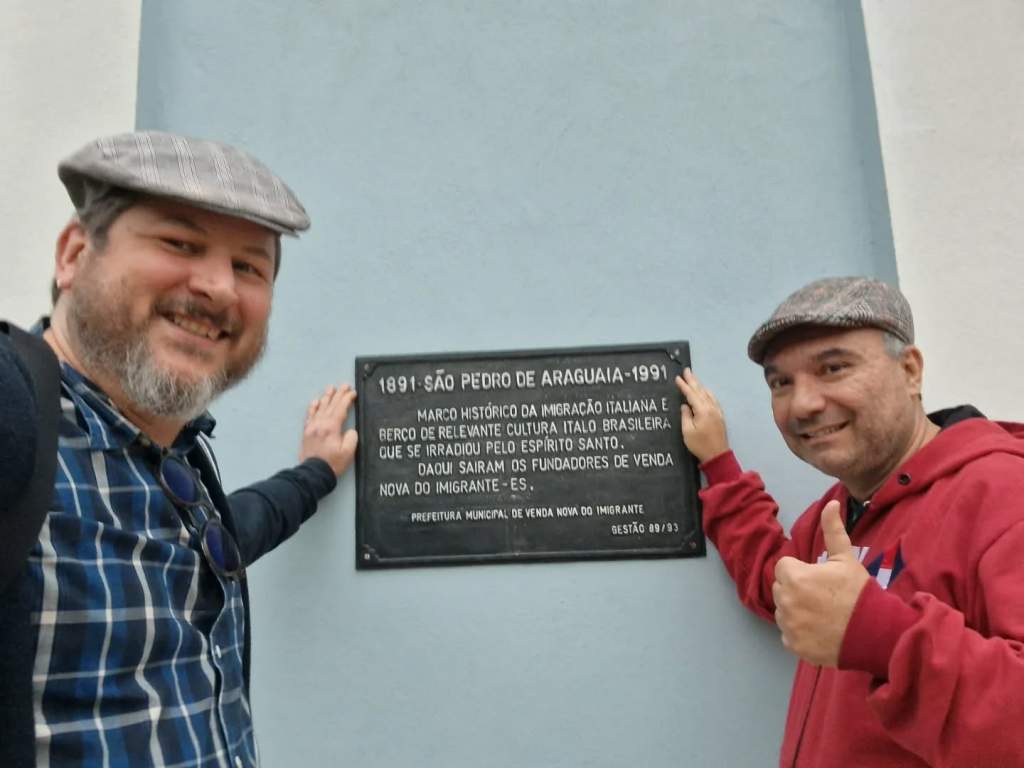 1891-SÃO PEDRO DE ARAGUAIA-1991
MARCO HISTÓRICO DA IMIGRAÇÃO ITALIANA E
BERÇO DE RELEVANTE CULTURA ITALO BRASILEIRA
QUE SE IRRADIOU PELO ESPÍRITO SANTO.
DAQUI SAIRAM OS FUNDADORES DE VENDA
NOVA DO IMIGRANTE-ES.
PREFEITURA MUNICIPAL DE VENDA NOVA DO IMIGRANTE
GESTÃO 89/93